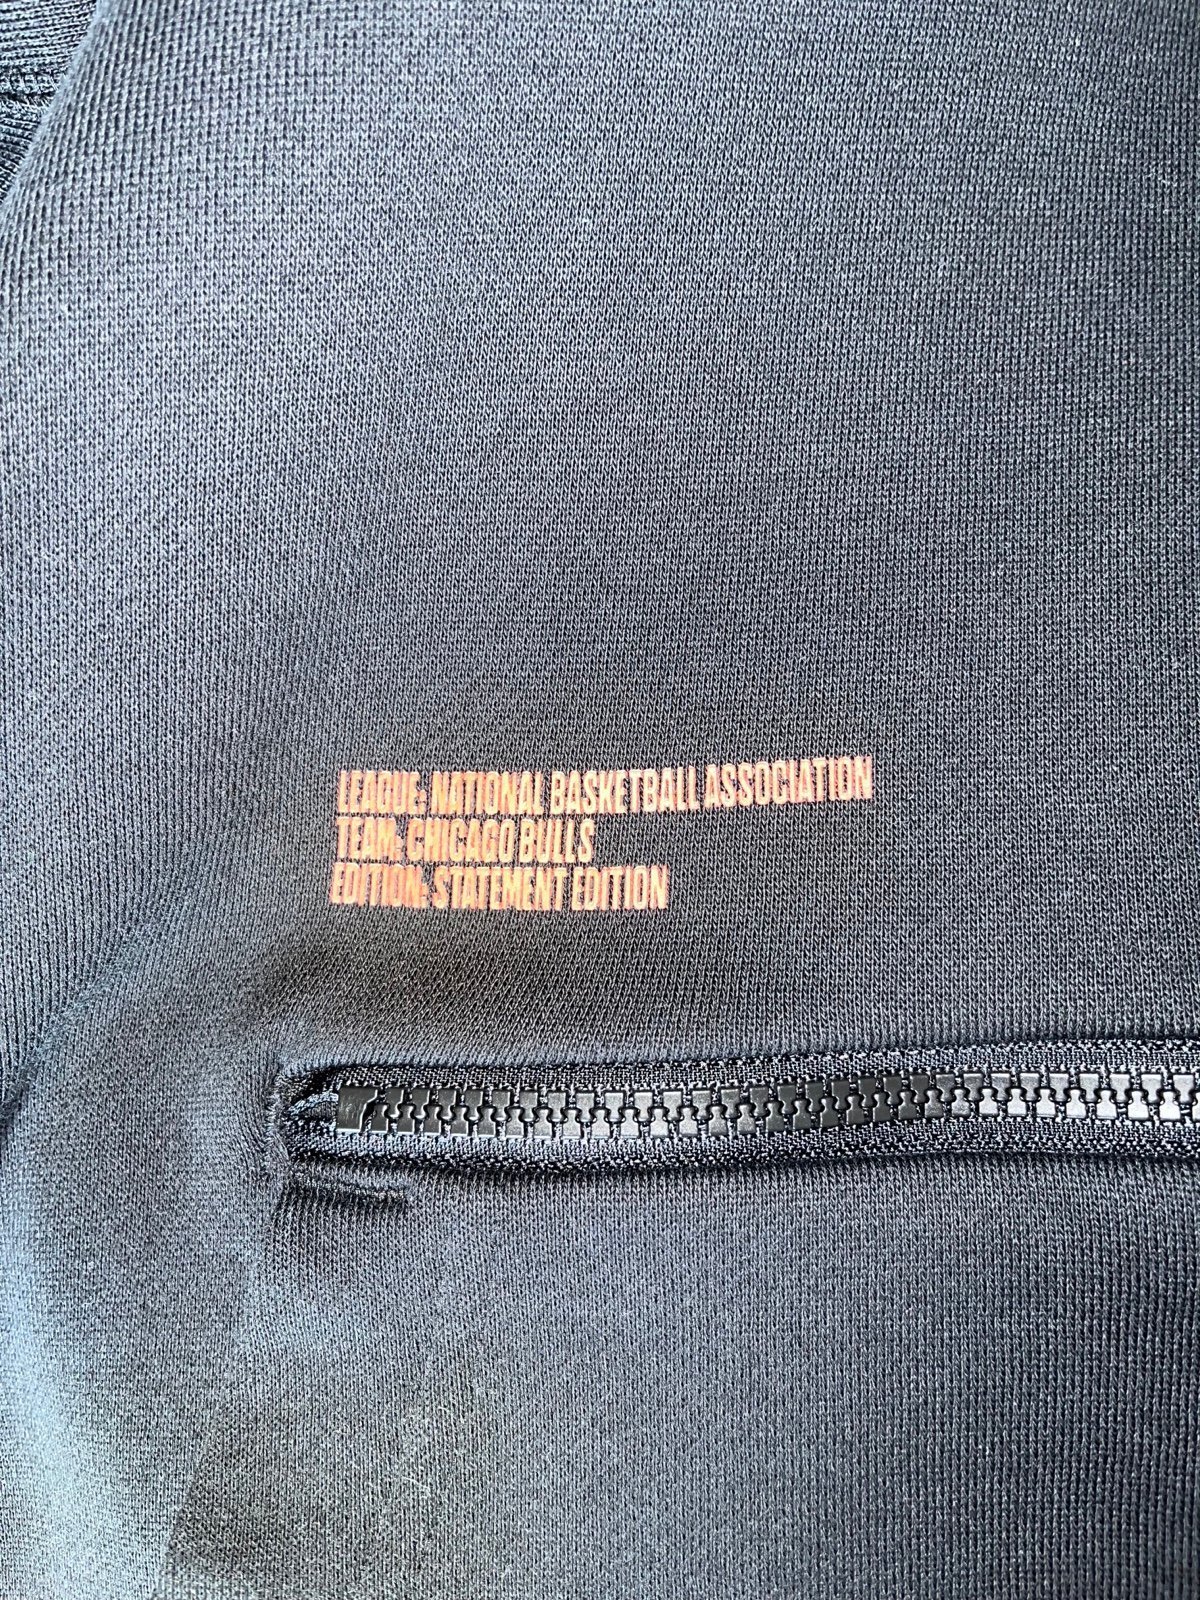 LEAGUE: NATIONAL BASKETBALL ASSOCIATION
TEAM: CHICAGO BULLS
EDITION: STATEMENT EDITION